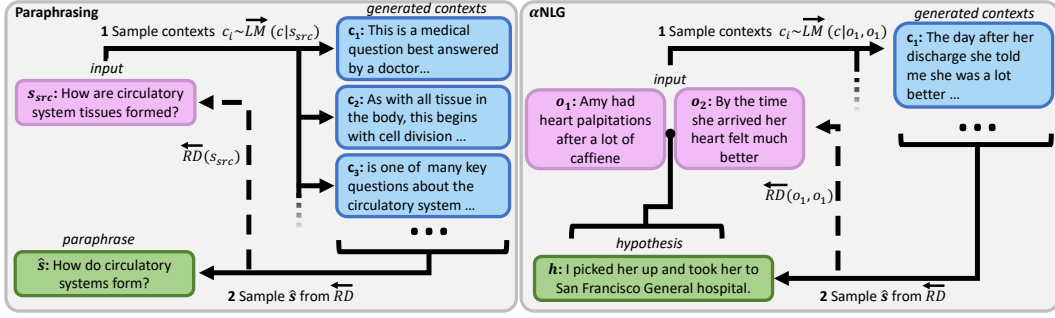 Paraphrasing
generated contexts
1 Sample contexts c_i~LM→ (c|s_src)
c₁: This is a medical
question best answered
by a doctor…
input
s_src: How are circulatory
system tissues formed?
c₂: As with all tissue in
the body, this begins
with cell division …
RD←(s_src)
c₃: is one of many key
questions about the
circulatory system …
• • •
paraphrase
ŝ: How do circulatory
systems form?
2 Sample ŝ from RD←
αNLG
generated contexts
1 Sample contexts c_i~LM→ (c|o₁, o₁)
c₁: The day after her
discharge she told
me she was a lot
better …
input
o₁: Amy had
heart palpitations
after a lot of
caffiene
o₂: By the time
she arrived her
heart felt much
better
• • •
RD←(o₁, o₁)
hypothesis
h: I picked her up and took her to
San Francisco General hospital.
2 Sample ŝ from RD←